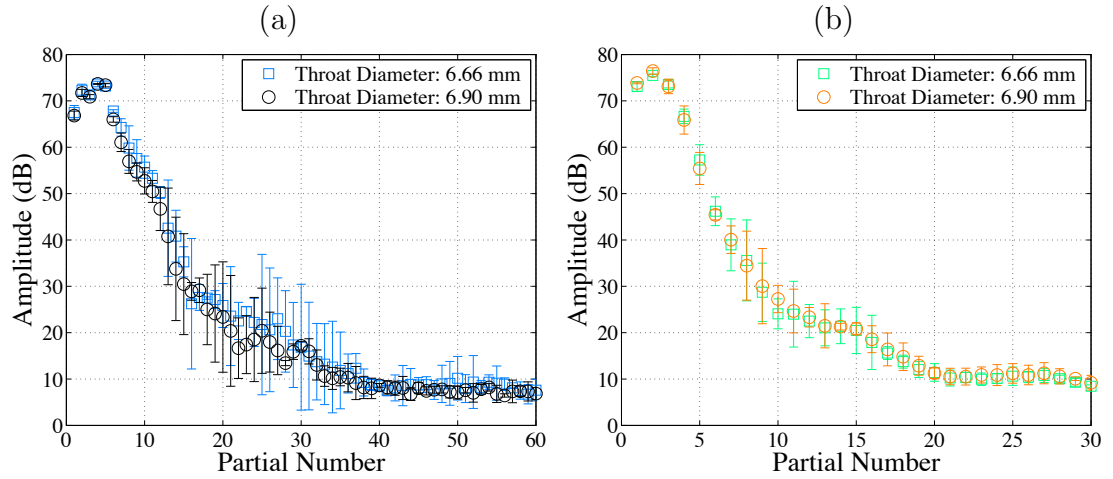 (a)
Throat Diameter: 6.66 mm
Throat Diameter: 6.90 mm
Amplitude (dB)
80
70
60
50
40
30
20
10
0
0 10 20 30 40 50 60
Partial Number
(b)
Throat Diameter: 6.66 mm
Throat Diameter: 6.90 mm
Amplitude (dB)
80
70
60
50
40
30
20
10
0
0 5 10 15 20 25 30
Partial Number